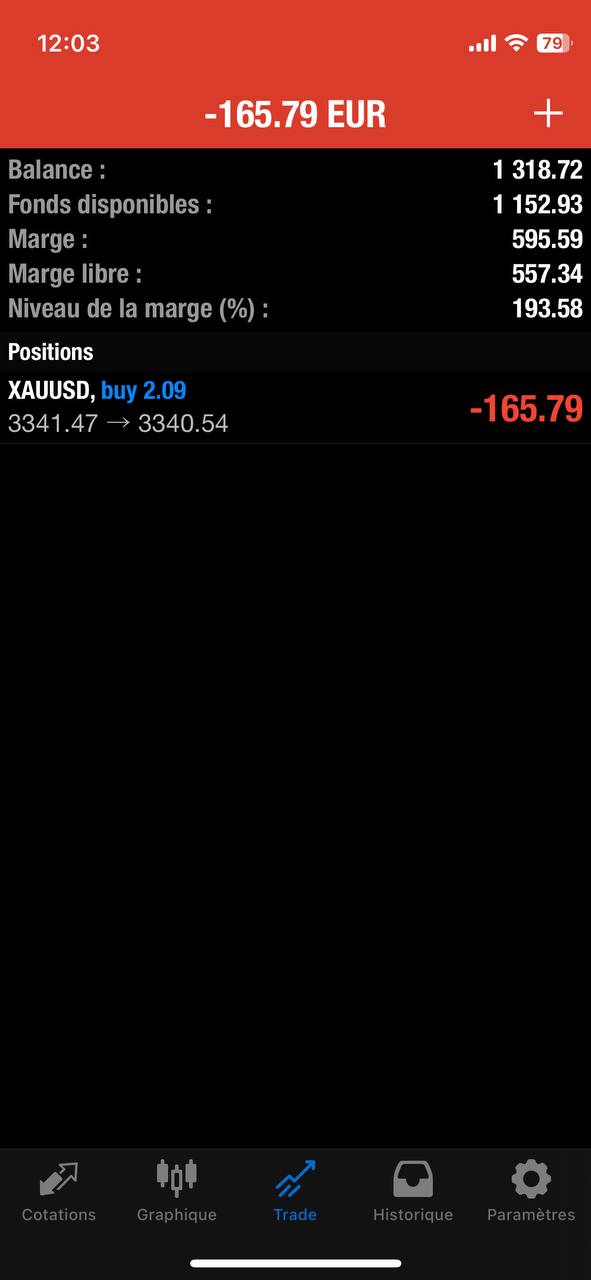 12:03
79
-165.79 EUR
Balance : 1 318.72
Fonds disponibles : 1 152.93
Marge : 595.59
Marge libre : 557.34
Niveau de la marge (%) : 193.58
Positions
XAUUSD, buy 2.09
3341.47 → 3340.54 -165.79
Cotations Graphique Trade Historique Paramètres